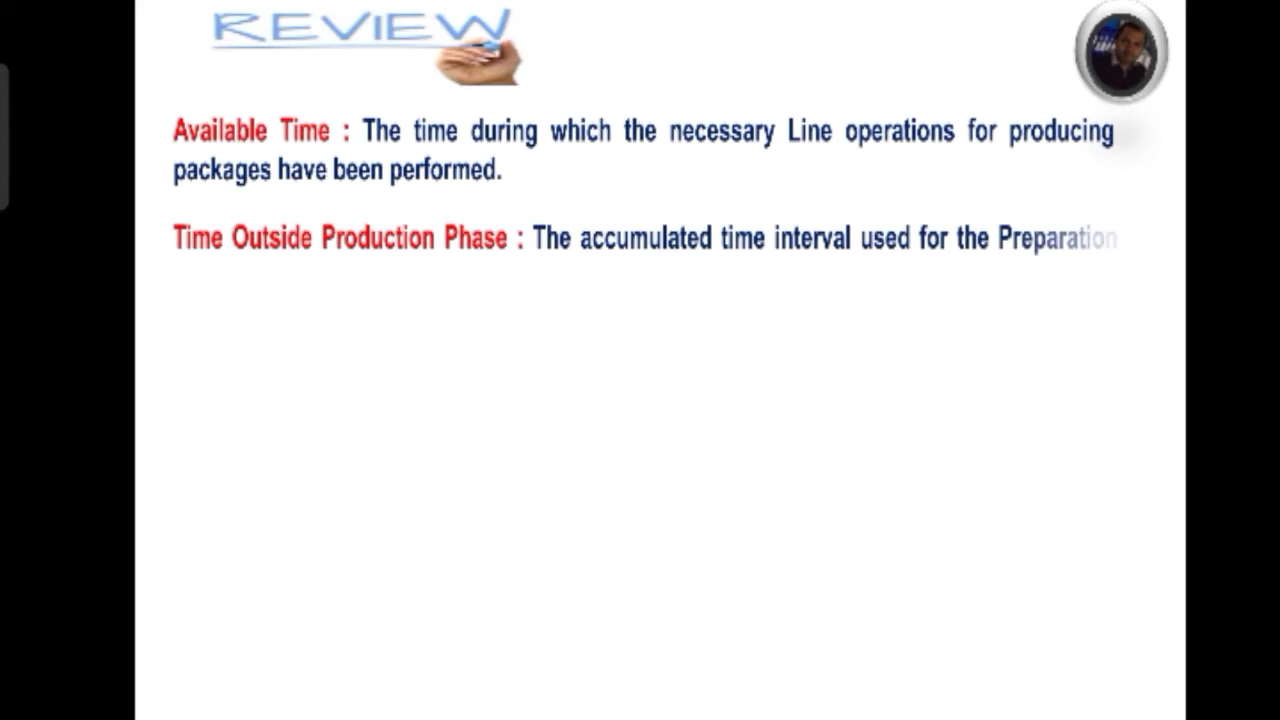 REVIEW
Available Time : The time during which the necessary Line operations for producing
packages have been performed.
Time Outside Production Phase : The accumulated time interval used for the Preparation